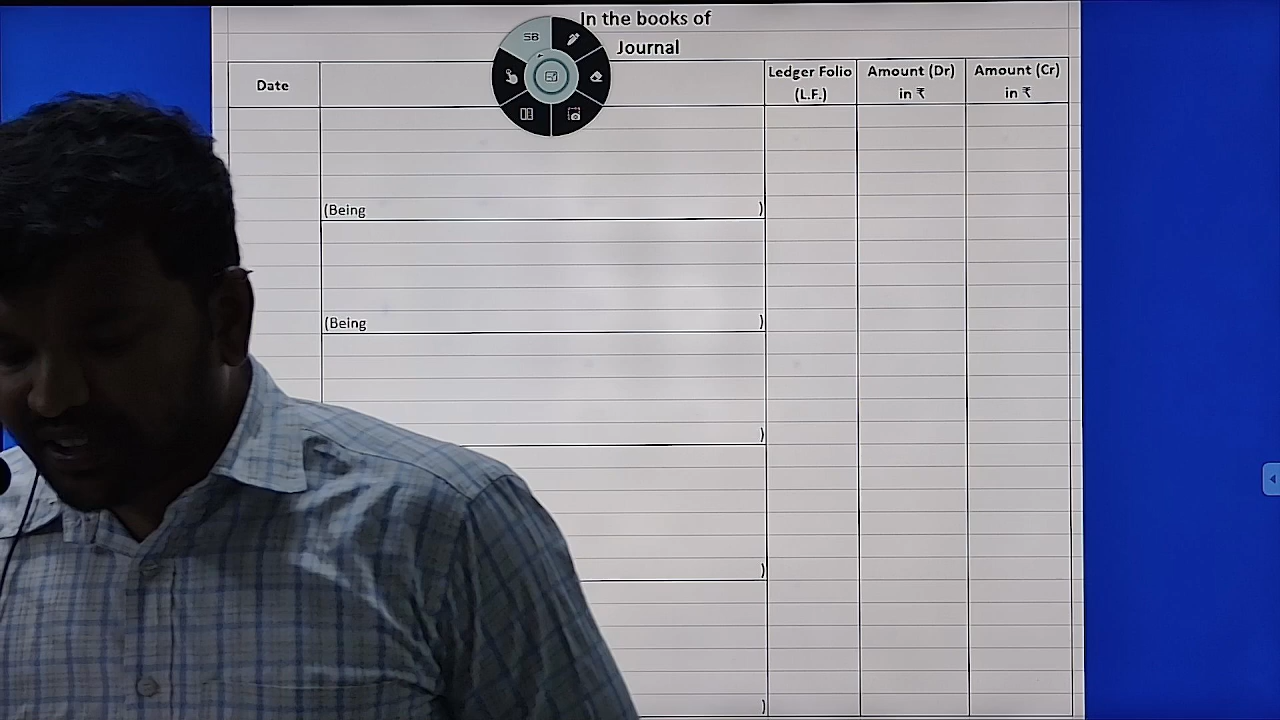 In the books of
Journal
Date
Ledger Folio
(L.F.)
Amount (Dr)
in ₹
Amount (Cr)
in ₹
SB
(Being )
(Being )
)
)
)